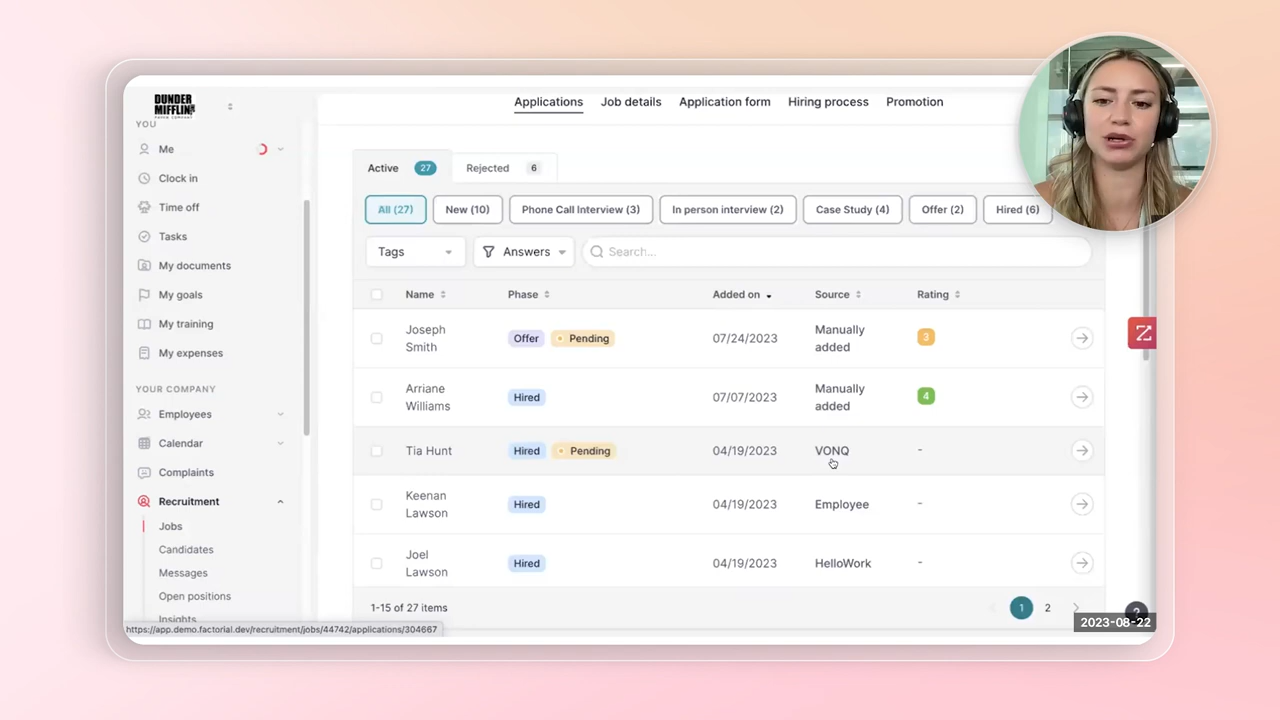 DUNDER
MIFFLIN
YOU
Me
Clock in
Time off
Tasks
My documents
My goals
My training
My expenses
YOUR COMPANY
Employees
Calendar
Complaints
Recruitment
Jobs
Candidates
Messages
Open positions
Insights
https://app.demo.factorial.dev/recruitment/jobs/44742/applications/304667
Applications Job details Application form Hiring process Promotion
Active 27 Rejected 6
All (27) New (10) Phone Call Interview (3) In person interview (2) Case Study (4) Offer (2) Hired (6)
Tags Answers Search...
Name Phase Added on Source Rating
Joseph
Smith
Offer Pending 07/24/2023
Manually
added
3
Arriane
Williams
Hired 07/07/2023
Manually
added
4
Tia Hunt Hired Pending 04/19/2023 VONQ -
Keenan
Lawson
Hired 04/19/2023 Employee -
Joel
Lawson
Hired 04/19/2023 HelloWork -
1-15 of 27 items 1 2
?
2023-08-22